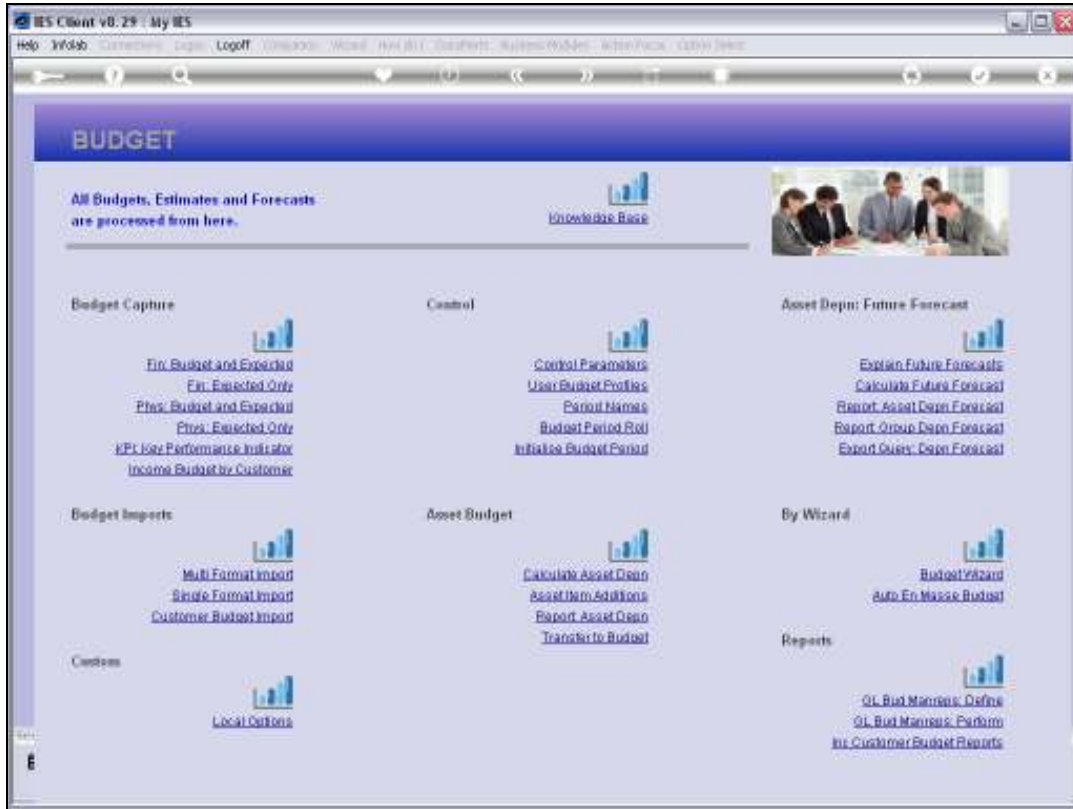 IES Client v8.29 : My IES
Help Infolab Logoff
BUDGET
All Budgets, Estimates and Forecasts
are processed from here.
Knowledge Base
Budget Capture
Fin: Budget and Expected
Fin: Expected Only
Phys: Budget and Expected
Phys: Expected Only
KPI: Key Performance Indicator
Income Budget by Customer
Control
Control Parameters
User Budget Profiles
Period Names
Budget Period Roll
Initialise Budget Period
Asset Depn: Future Forecast
Explain Future Forecasts
Calculate Future Forecast
Report: Asset Depn Forecast
Report: Group Depn Forecast
Export Query: Depn Forecast
Budget Imports
Multi Format Import
Single Format Import
Customer Budget Import
Asset Budget
Calculate Asset Depn
Asset Item Additions
Report Asset Depn
Transfer to Budget
By Wizard
Budget Wizard
Auto En Masse Budget
Custom
Local Options
Reports
GL Bud Manreps: Define
GL Bud Manreps: Perform
Inc Customer Budget Reports